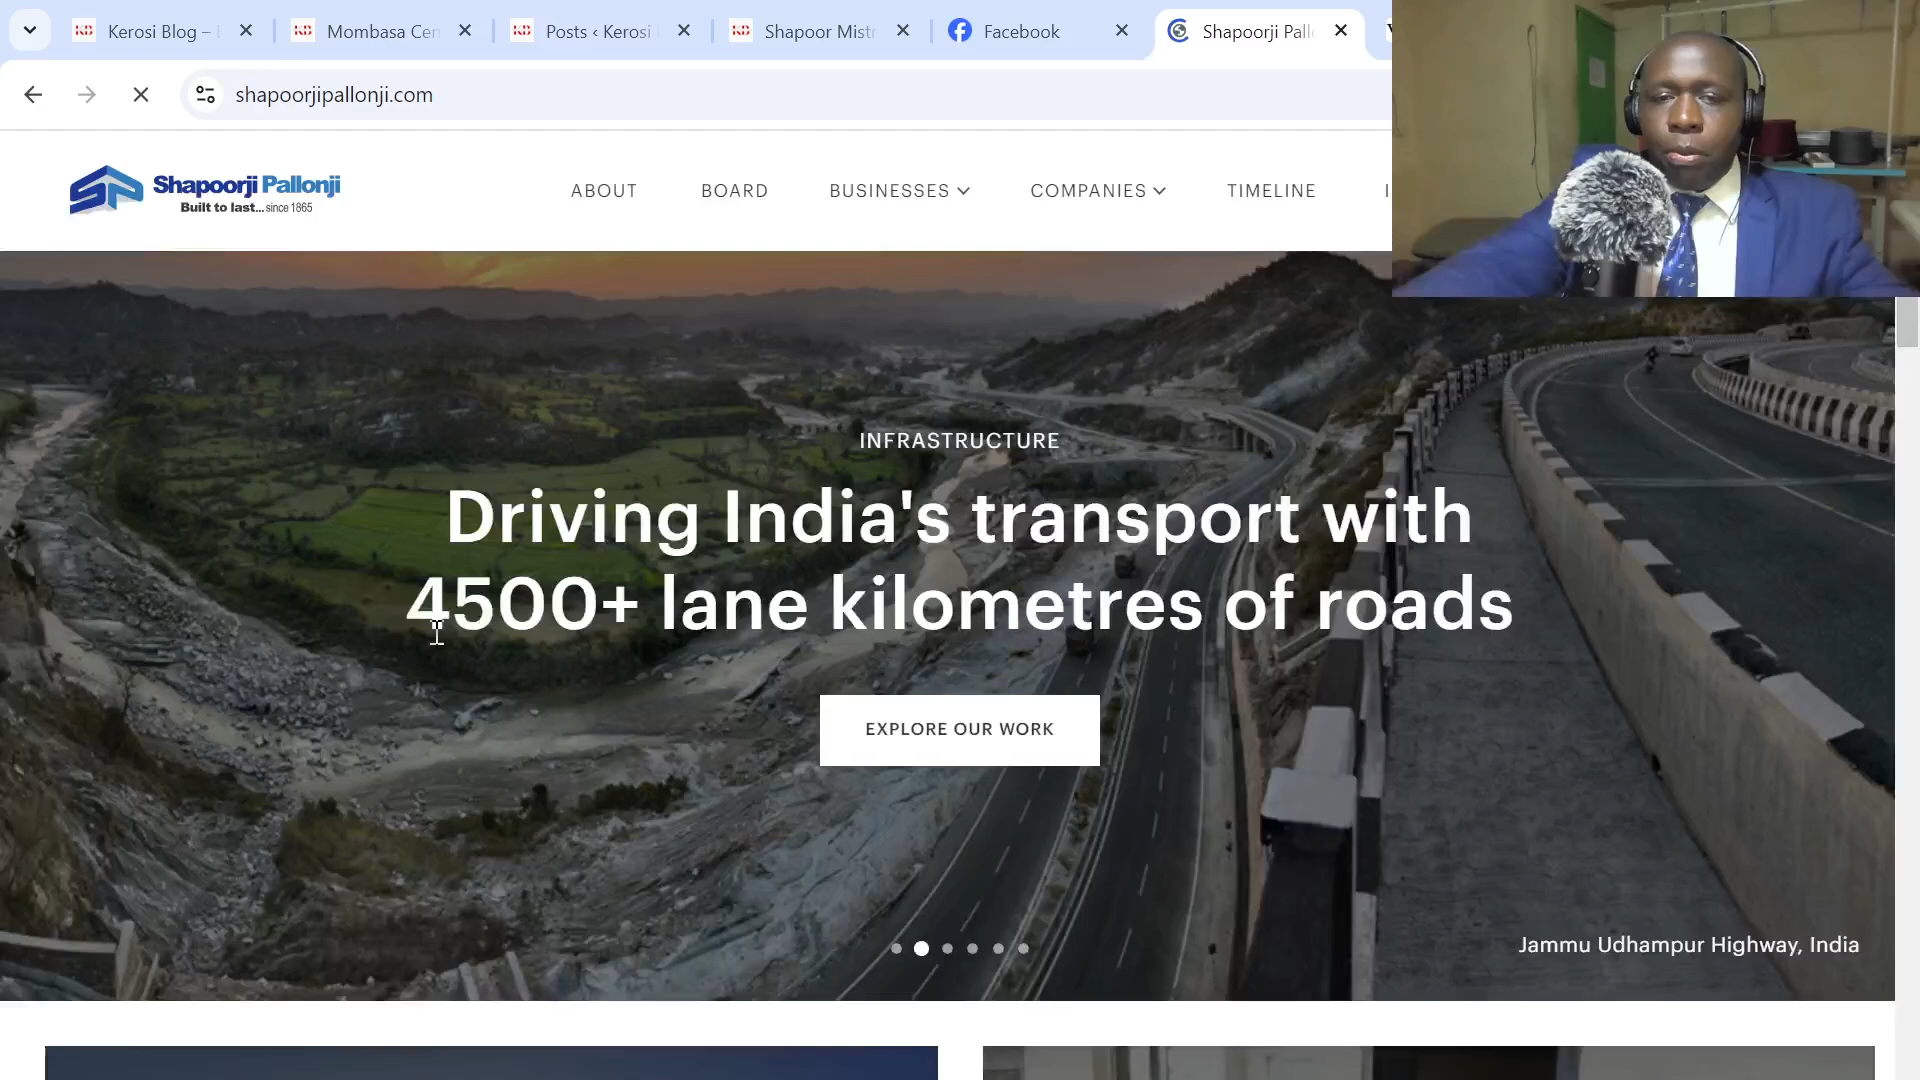 Kerosi Blog –
Mombasa Cen
Posts ‹ Kerosi
Shapoor Mist
Facebook
Shapoorji Pall
shapoorjipallonji.com
Shapoorji Pallonji
Built to last...since 1865
ABOUT
BOARD
BUSINESSES
COMPANIES
TIMELINE
INFRASTRUCTURE
Driving India's transport with
4500+ lane kilometres of roads
EXPLORE OUR WORK
Jammu Udhampur Highway, India